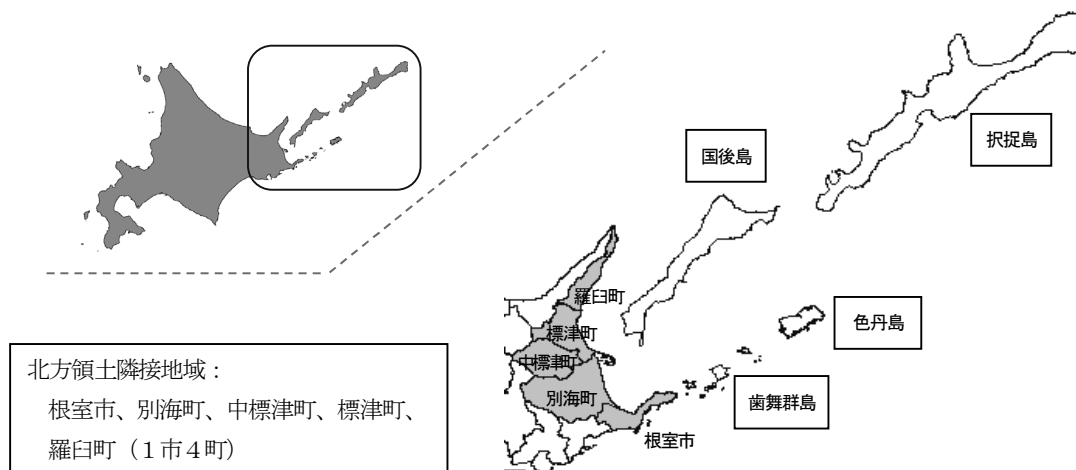 択捉島
国後島
羅臼町
色丹島
標津町
中標津町
別海町
歯舞群島
根室市
北方領土隣接地域：
根室市、別海町、中標津町、標津町、
羅臼町（１市４町）